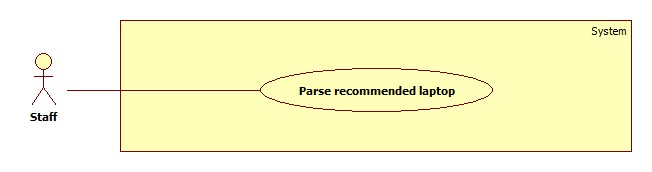 System
Parse recommended laptop
Staff